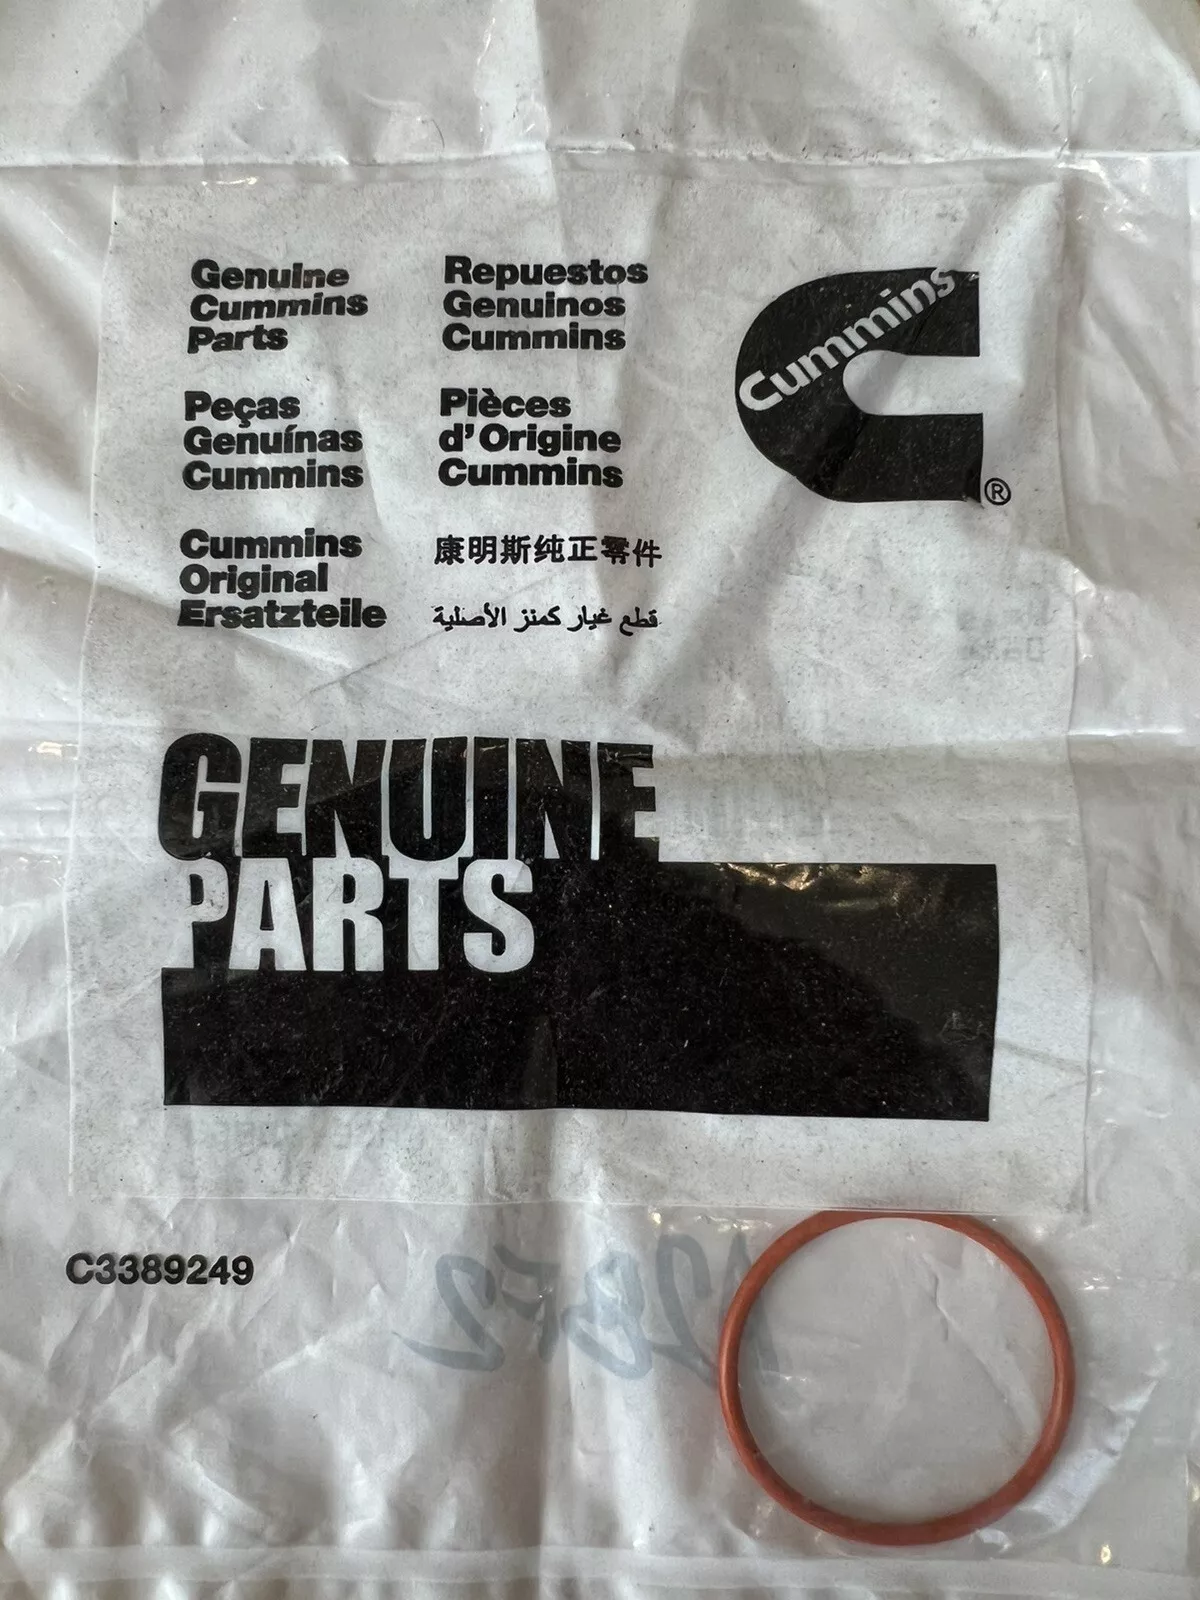 Genuine
Cummins
Parts
Repuestos
Genuinos
Cummins
Cummins
®
Peças
Genuínas
Cummins
Pièces
d'Origine
Cummins
Cummins
Original
Ersatzteile
康明斯纯正零件
قطع غيار كمنز الأصلية
GENUINE
PARTS
C3389249